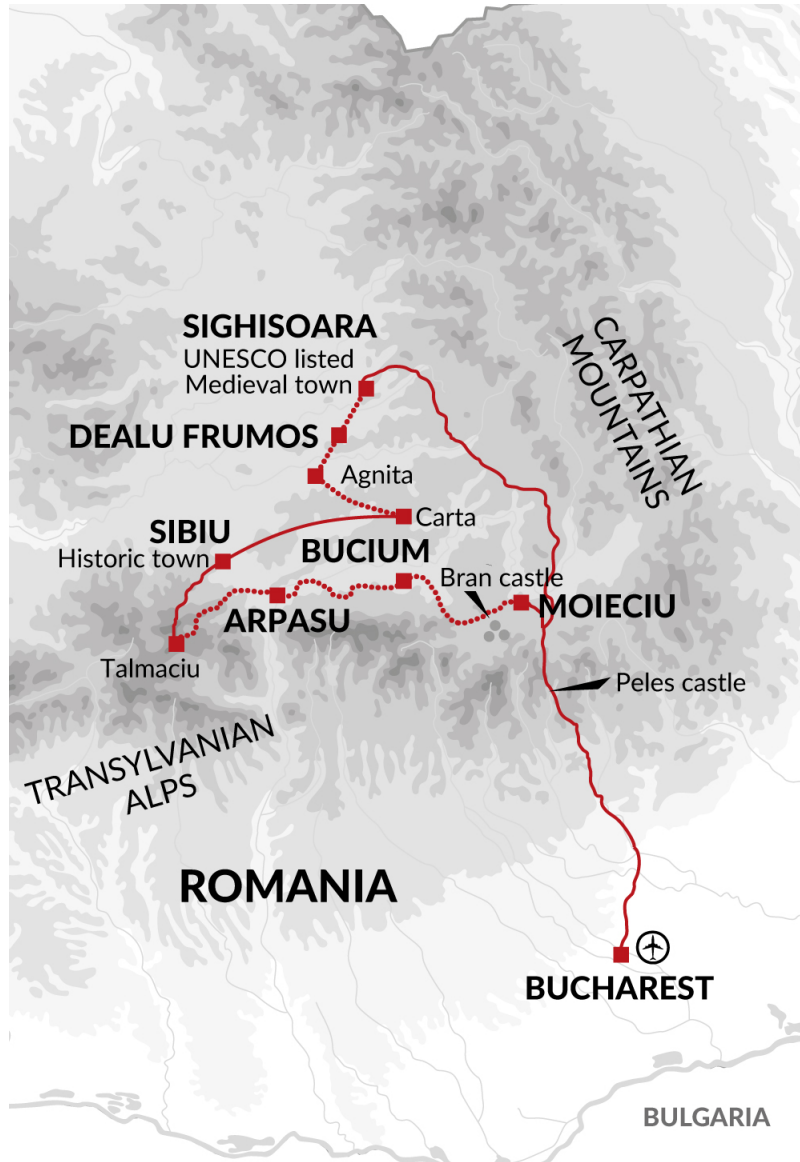 SIGHISOARA
UNESCO listed
Medieval town
CARPATHIAN
MOUNTAINS
DEALU FRUMOS
Agnita
Carta
SIBIU
Historic town
BUCIUM
Bran castle
MOIECIU
ARPASU
Talmaciu
Peles castle
TRANSYLVANIAN
ALPS
ROMANIA
BUCHAREST
BULGARIA